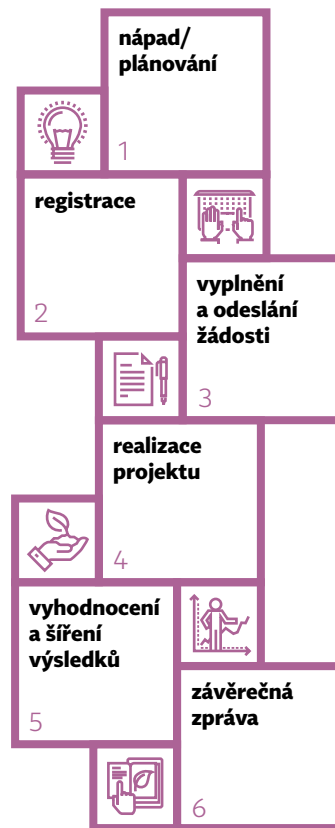 nápad/
plánování
1
registrace
2
vyplnění
a odeslání
žádosti
3
realizace
projektu
4
vyhodnocení
a šíření
výsledků
5
závěrečná
zpráva
6